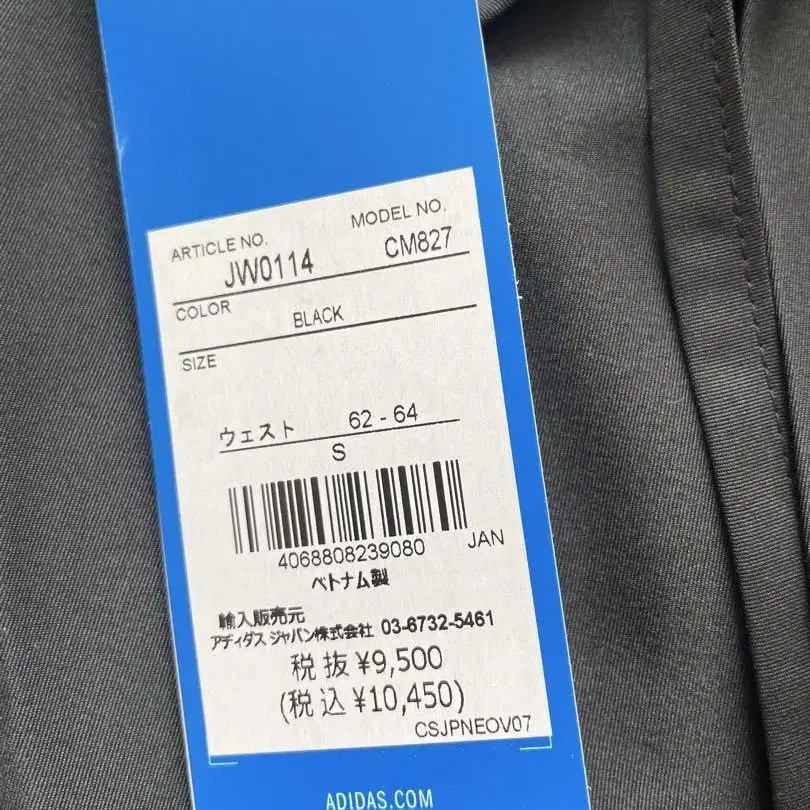 ARTICLE NO. MODEL NO.
JW0114 CM827
COLOR
BLACK
SIZE
ウェスト 62 - 64
S
4068808239080 JAN
ベトナム製
輸入販売元
アディダス ジャパン株式会社 03-6732-5461
税抜 ¥9,500
(税込 ¥10,450)
CSJPNEOV07
ADIDAS.COM